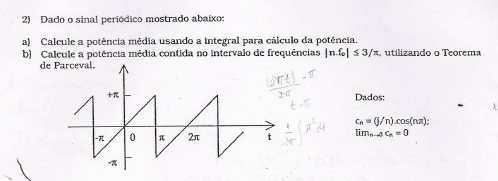 2) Dado o sinal periódico mostrado abaixo:
a) Calcule a potência média usando a integral para cálculo da potência.
b) Calcule a potência média contida no intervalo de frequências |n.f₀| ≤ 3/π, utilizando o Teorema
de Parceval.
+π
-π 0 π 2π t
-π
(2πt) - π
2π
t - π
Dados:
cₙ = (j/n).cos(nπ);
limₙ→₀ cₙ = 0